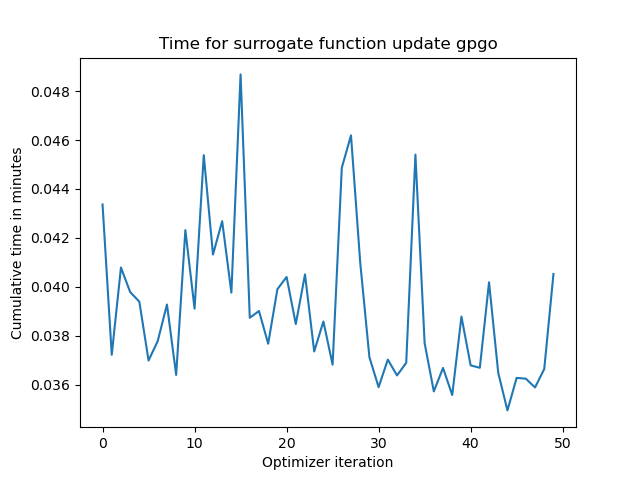 Time for surrogate function update gpgo
Cumulative time in minutes
0.048
0.046
0.044
0.042
0.040
0.038
0.036
0 10 20 30 40 50
Optimizer iteration